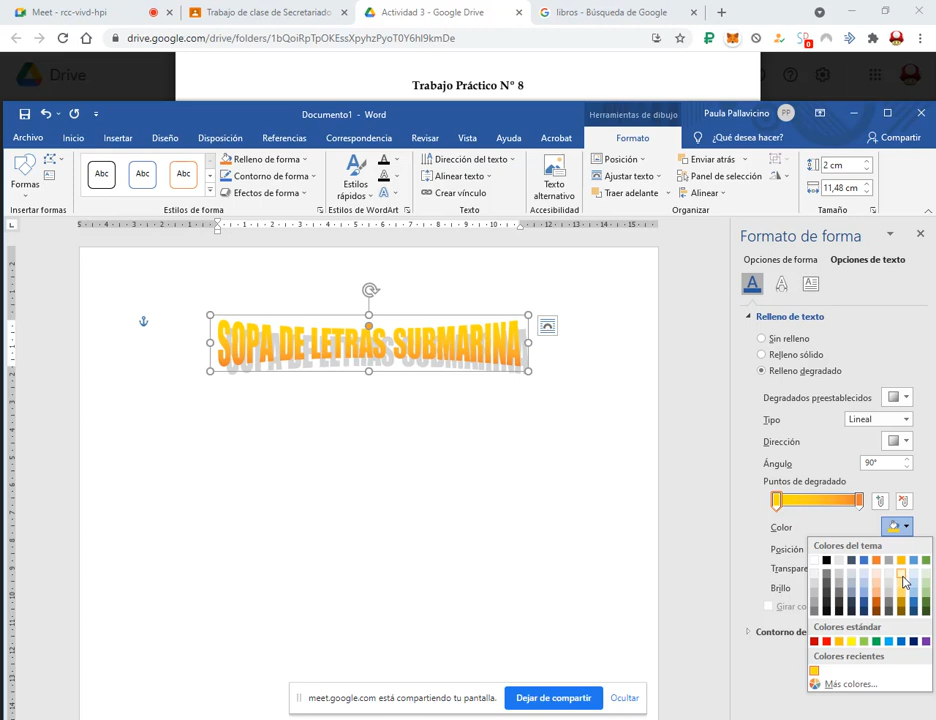 Meet - rcc-vivd-hpi
Trabajo de clase de Secretariado
Actividad 3 - Google Drive
libros - Búsqueda de Google
drive.google.com/drive/folders/1bQoiRpTpOKEssXpyhzPyoT0Y6hl9kmDe
Drive
Trabajo Práctico N° 8
Documento1 - Word
Herramientas de dibujo
Paula Pallavicino
PP
Archivo
Inicio
Insertar
Diseño
Disposición
Referencias
Correspondencia
Revisar
Vista
Ayuda
Acrobat
Formato
¿Qué desea hacer?
Compartir
Formas
Insertar formas
Abc
Abc
Abc
Relleno de forma
Contorno de forma
Efectos de forma
Estilos de forma
Estilos rápidos
Estilos de WordArt
Dirección del texto
Alinear texto
Crear vínculo
Texto
Texto alternativo
Accesibilidad
Posición
Ajustar texto
Traer adelante
Enviar atrás
Panel de selección
Alinear
Organizar
2 cm
11,48 cm
Tamaño
SOPA DE LETRAS SUBMARINA
Formato de forma
Opciones de forma
Opciones de texto
Relleno de texto
Sin relleno
Relleno sólido
Relleno degradado
Degradados preestablecidos
Tipo
Lineal
Dirección
Ángulo
90°
Puntos de degradado
Color
Posición
Transpare
Brillo
Girar co
Contorno de
Colores del tema
Colores estándar
Colores recientes
Más colores...
meet.google.com está compartiendo tu pantalla.
Dejar de compartir
Ocultar